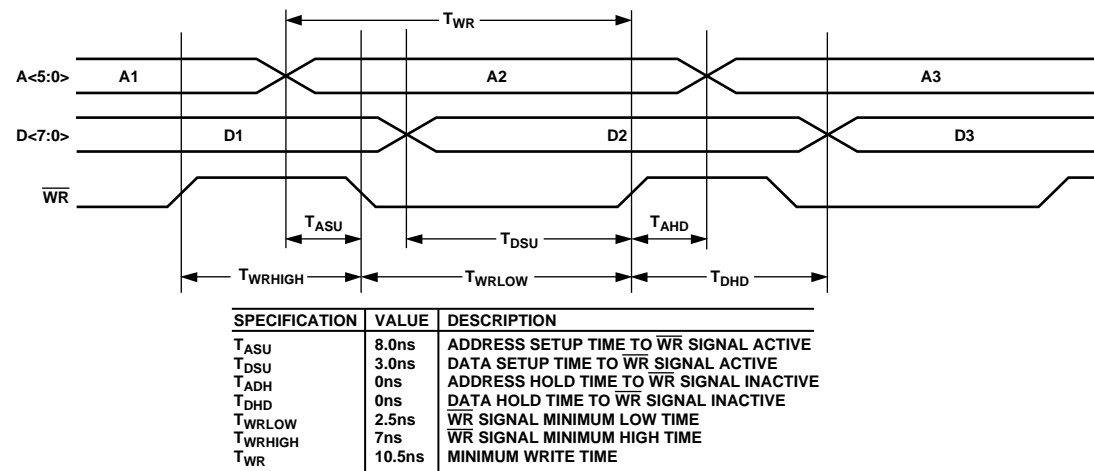 TWR
A<5:0> A1 A2 A3
D<7:0> D1 D2 D3
WR
TASU TDSU TAHD
TWRHIGH TWRLOW TDHD
SPECIFICATION VALUE DESCRIPTION
TASU 8.0ns ADDRESS SETUP TIME TO WR SIGNAL ACTIVE
TDSU 3.0ns DATA SETUP TIME TO WR SIGNAL ACTIVE
TADH 0ns ADDRESS HOLD TIME TO WR SIGNAL INACTIVE
TDHD 0ns DATA HOLD TIME TO WR SIGNAL INACTIVE
TWRLOW 2.5ns WR SIGNAL MINIMUM LOW TIME
TWRHIGH 7ns WR SIGNAL MINIMUM HIGH TIME
TWR 10.5ns MINIMUM WRITE TIME